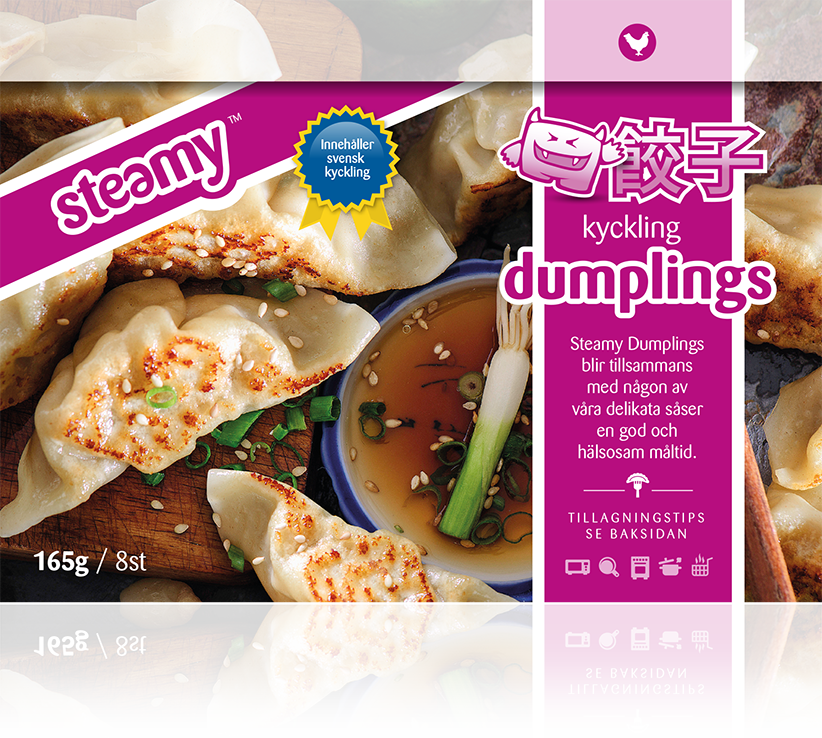 steamy™
Innehåller
svensk
kyckling
餃子
kyckling
dumplings
Steamy Dumplings
blir tillsammans
med någon av
våra delikata såser
en god och
hälsosam måltid.
TILLAGNINGSTIPS
SE BAKSIDAN
165g / 8st